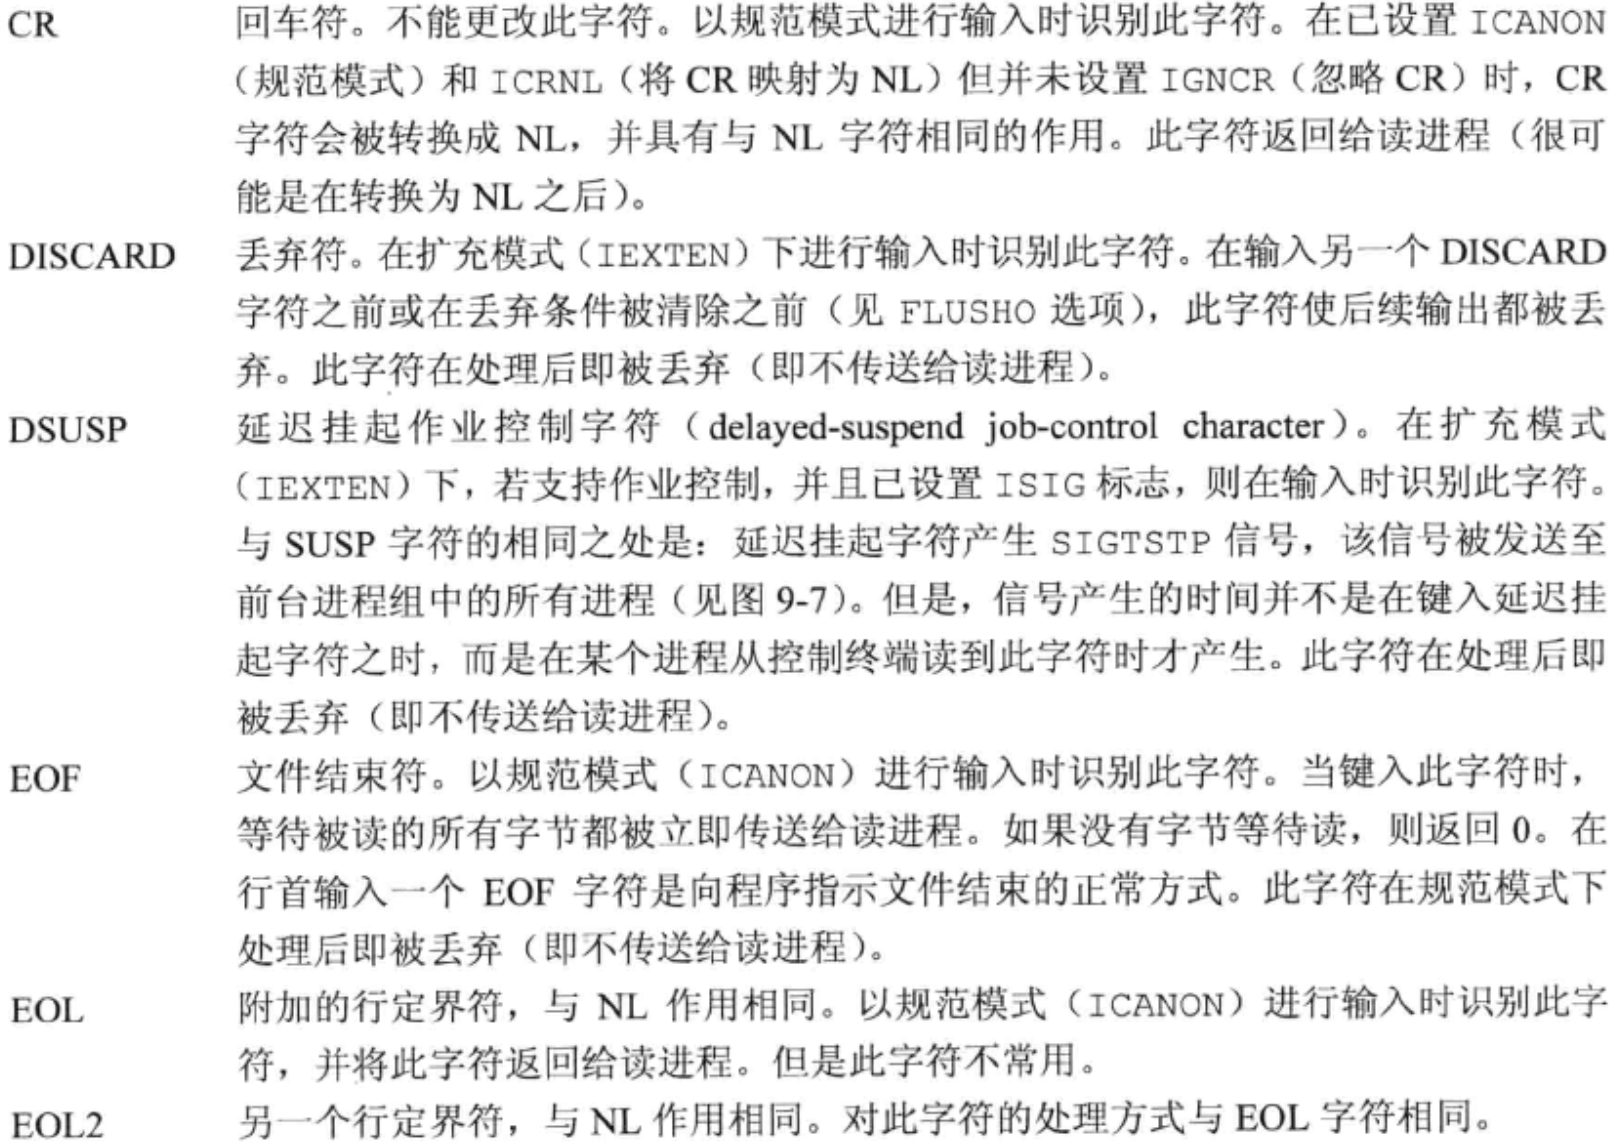 CR 回车符。不能更改此字符。以规范模式进行输入时识别此字符。在已设置 ICANON
（规范模式）和 ICRNL（将 CR 映射为 NL）但并未设置 IGNCR（忽略 CR）时，CR
字符会被转换成 NL，并具有与 NL 字符相同的作用。此字符返回给读进程（很可
能是在转换为 NL 之后）。
DISCARD 丢弃符。在扩充模式（IEXTEN）下进行输入时识别此字符。在输入另一个 DISCARD
字符之前或在丢弃条件被清除之前（见 FLUSHO 选项），此字符使后续输出都被丢
弃。此字符在处理后即被丢弃（即不传送给读进程）。
DSUSP 延迟挂起作业控制字符（delayed-suspend job-control character）。在扩充模式
（IEXTEN）下，若支持作业控制，并且已设置 ISIG 标志，则在输入时识别此字符。
与 SUSP 字符的相同之处是：延迟挂起字符产生 SIGTSTP 信号，该信号被发送至
前台进程组中的所有进程（见图 9-7）。但是，信号产生的时间并不是在键入延迟挂
起字符之时，而是在某个进程从控制终端读到此字符时才产生。此字符在处理后即
被丢弃（即不传送给读进程）。
EOF 文件结束符。以规范模式（ICANON）进行输入时识别此字符。当键入此字符时，
等待被读的所有字节都被立即传送给读进程。如果没有字节等待读，则返回 0。在
行首输入一个 EOF 字符是向程序指示文件结束的正常方式。此字符在规范模式下
处理后即被丢弃（即不传送给读进程）。
EOL 附加的行定界符，与 NL 作用相同。以规范模式（ICANON）进行输入时识别此字
符，并将此字符返回给读进程。但是此字符不常用。
EOL2 另一个行定界符，与 NL 作用相同。对此字符的处理方式与 EOL 字符相同。